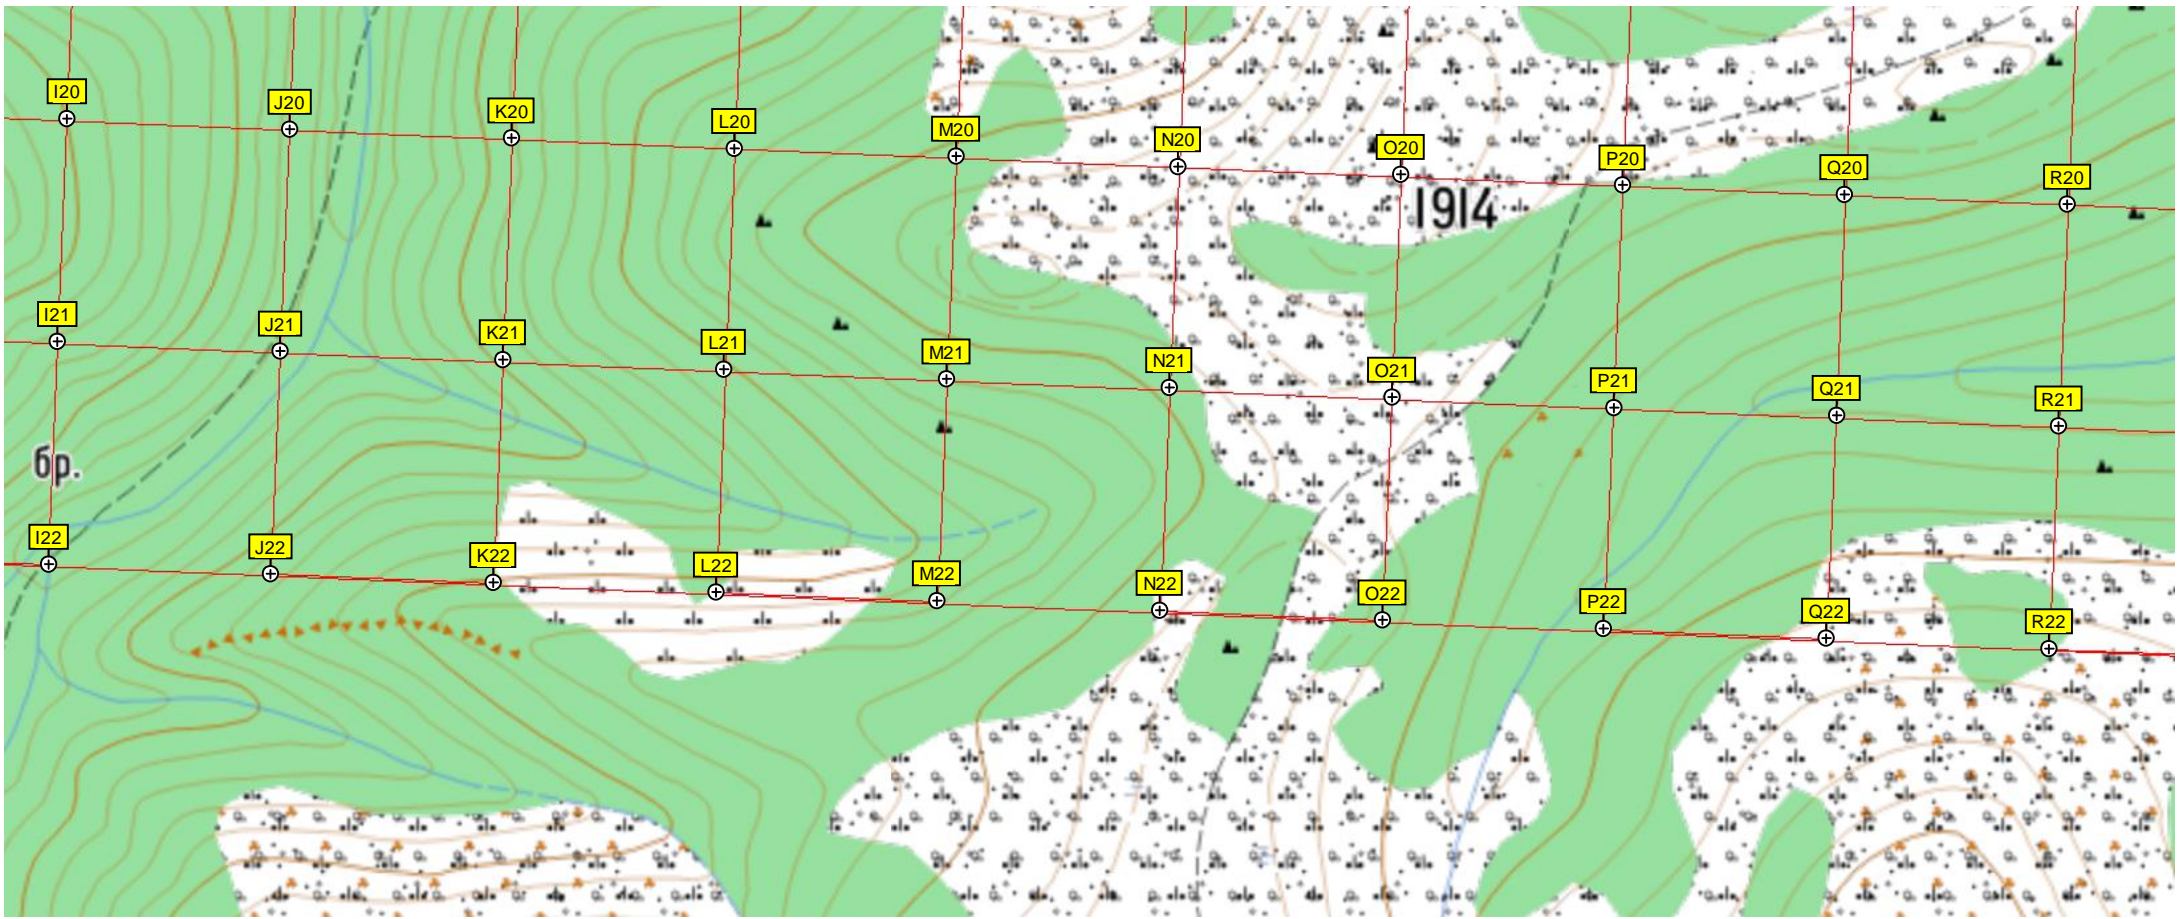 I20 J20 K20 L20 M20 N20 O20 P20 Q20 R20
1914
I21 J21 K21 L21 M21 N21 O21 P21 Q21 R21
бр.
I22 J22 K22 L22 M22 N22 O22 P22 Q22 R22